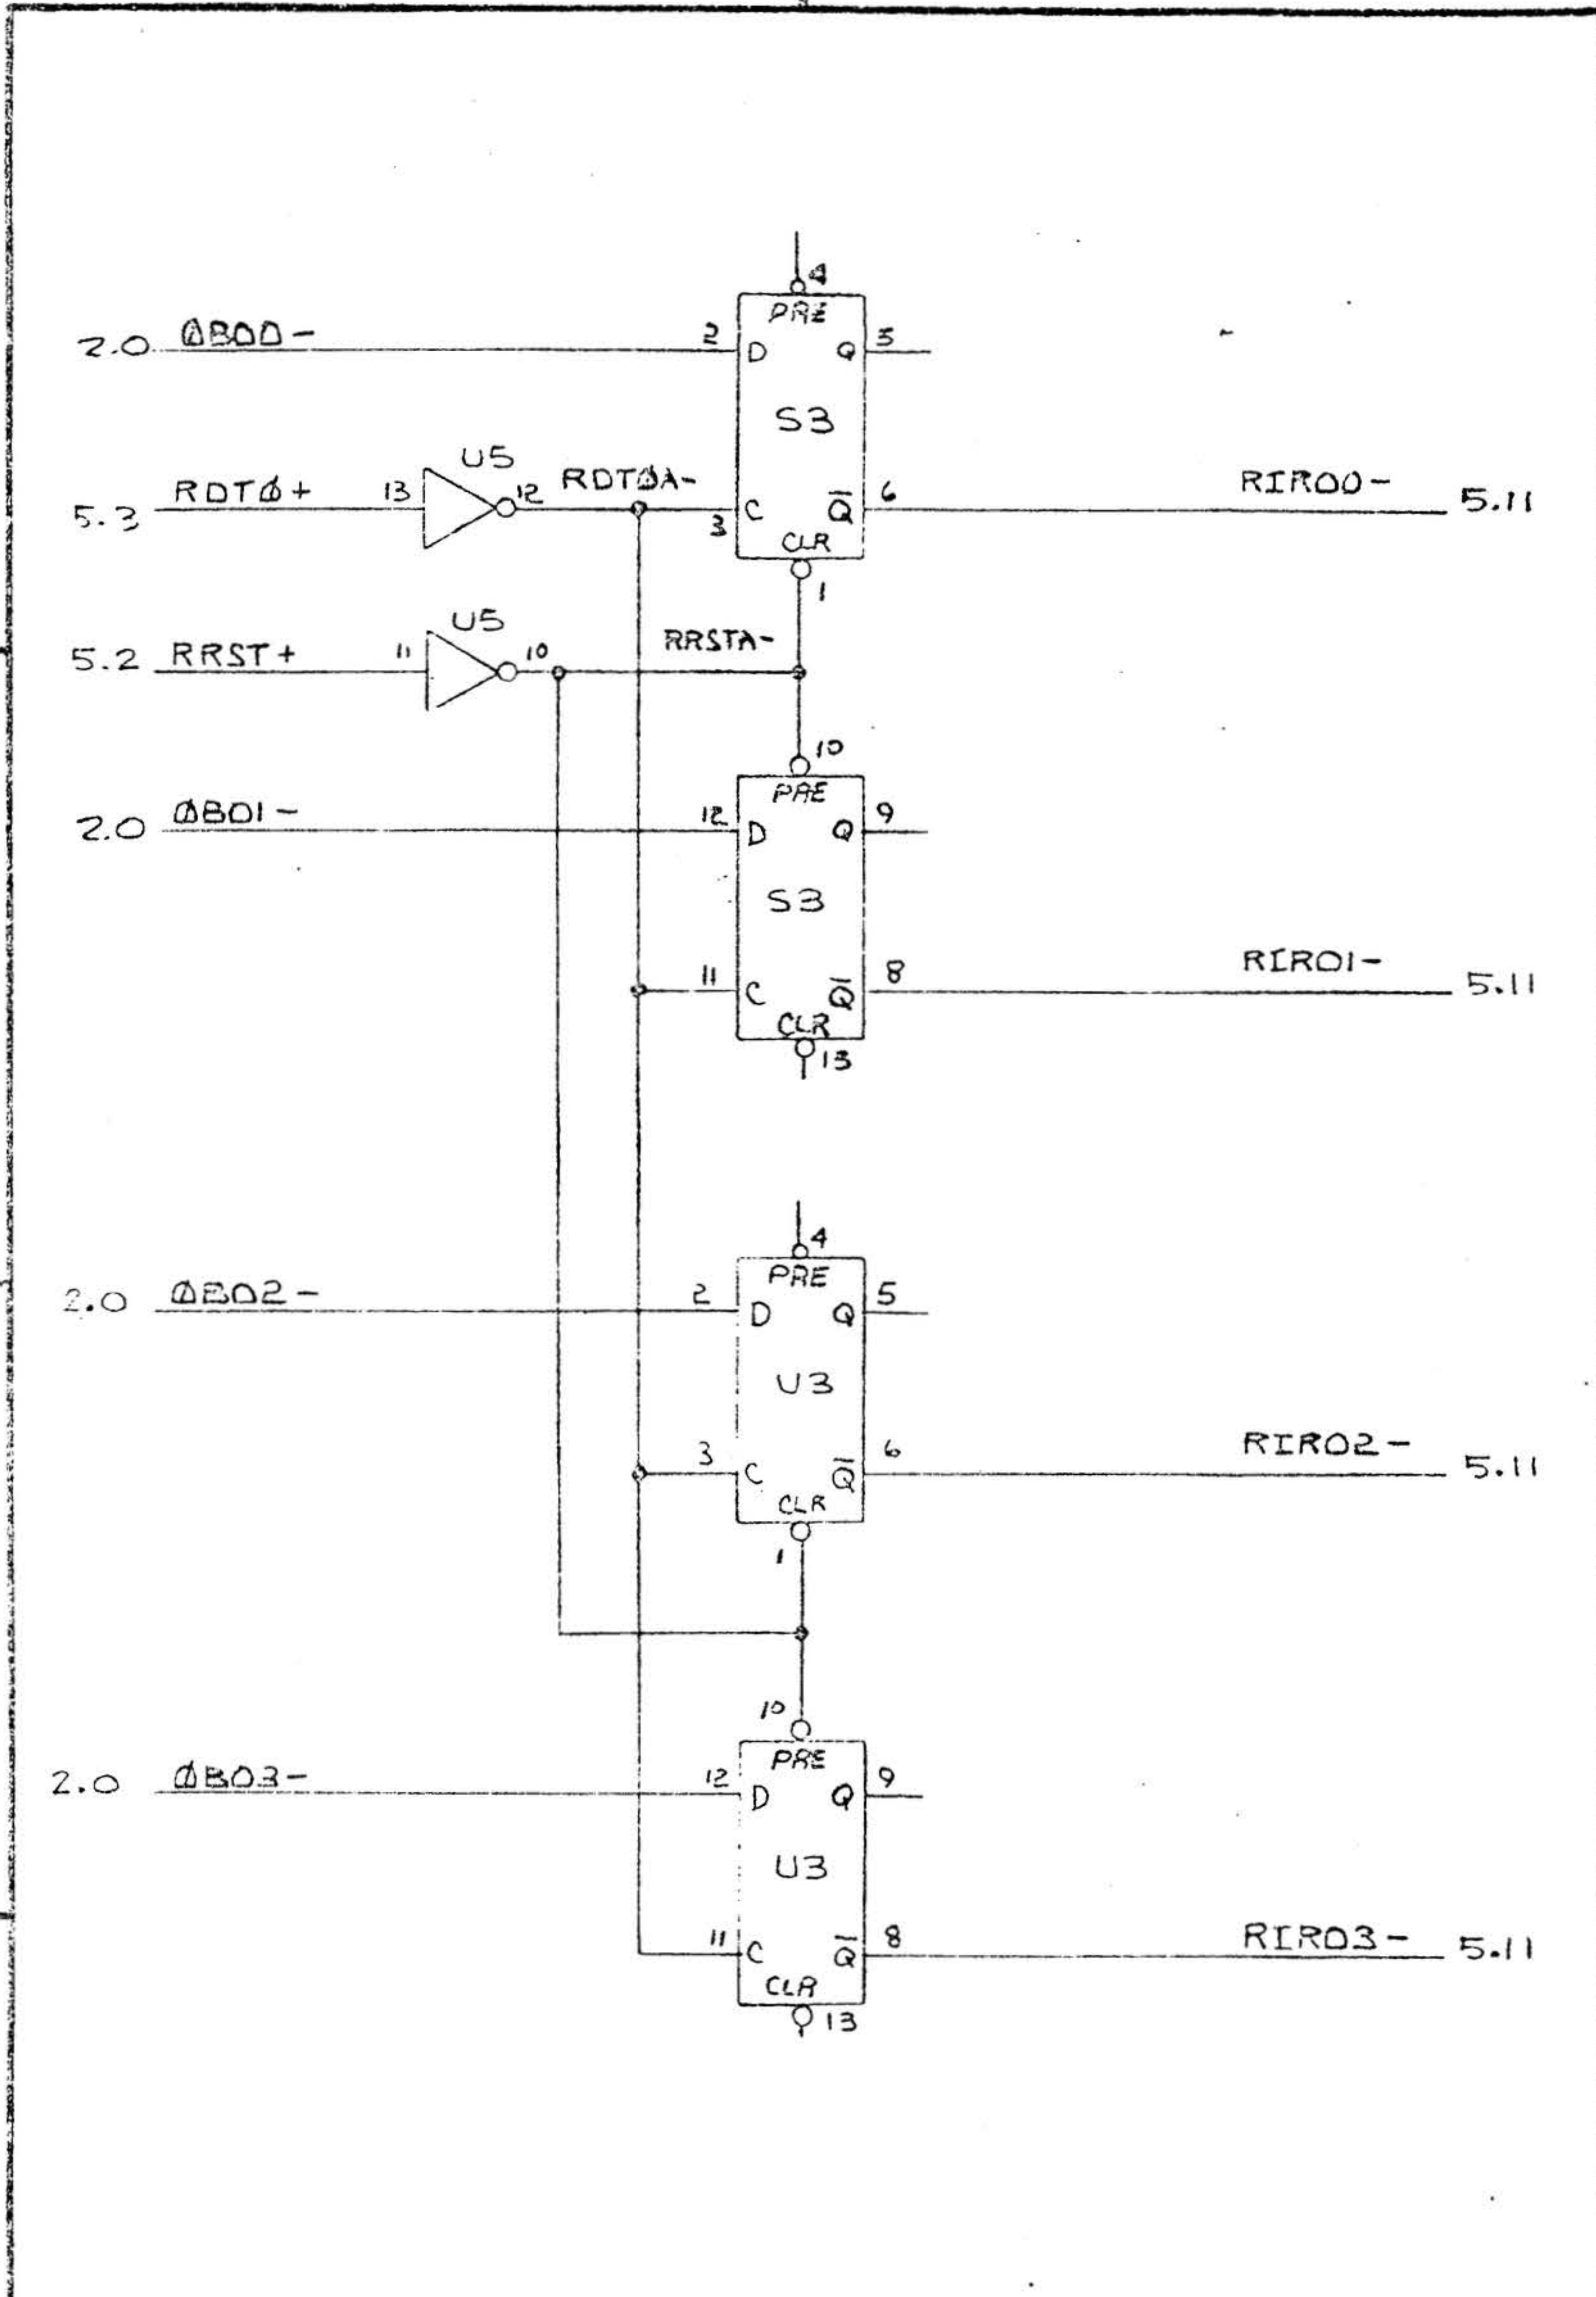 4
PRE
2.0 ØB00- 2 D Q 5
S3
U5
5.3 RDTØ+ 13 12 RDTØA- 3 C Q̅ 6 RIR00- 5.11
CLR
1
U5
5.2 RRST+ 11 10 RRSTA-
10
PRE
2.0 ØB01- 12 D Q 9
S3
11 C Q̅ 8 RIR01- 5.11
CLR
13
4
PRE
2.0 ØB02- 2 D Q 5
U3
3 C Q̅ 6 RIR02- 5.11
CLR
1
10
PRE
2.0 ØB03- 12 D Q 9
U3
11 C Q̅ 8 RIR03- 5.11
CLR
13